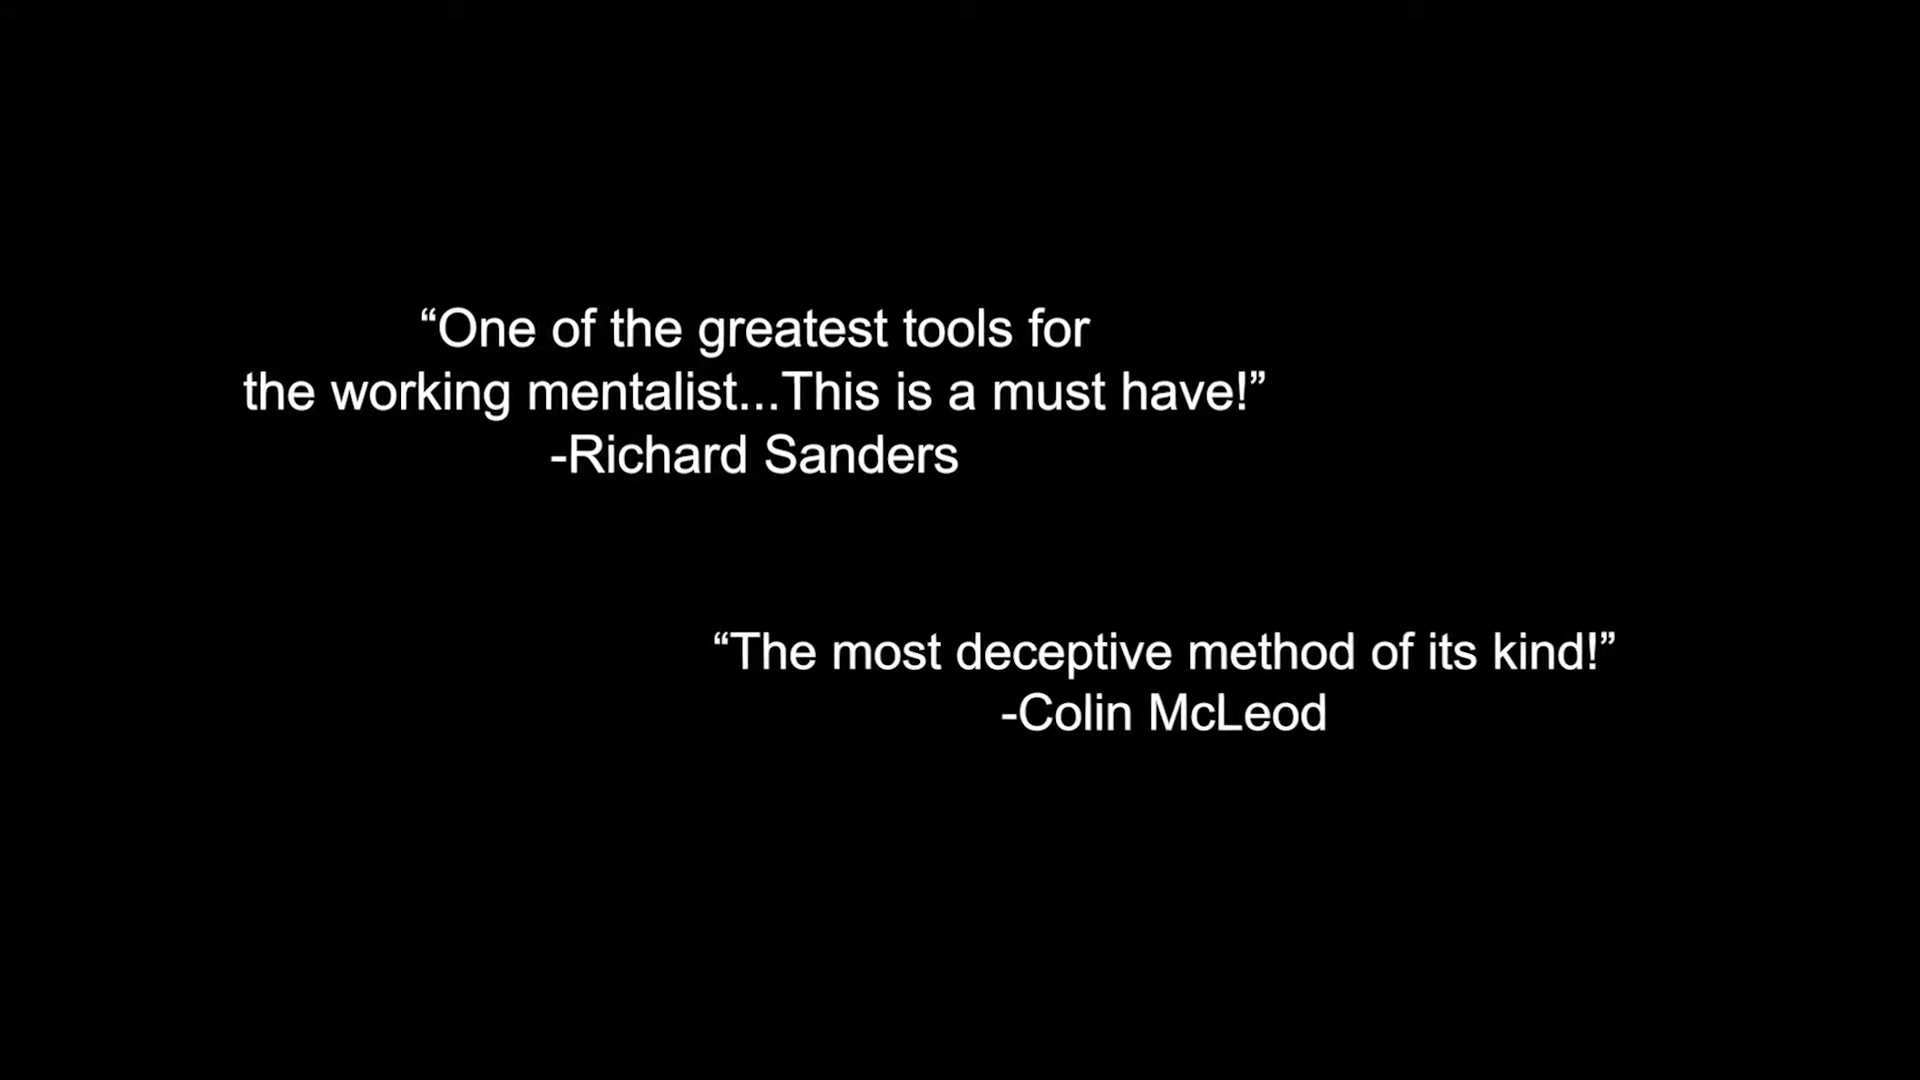 “One of the greatest tools for
the working mentalist...This is a must have!”
-Richard Sanders
“The most deceptive method of its kind!”
-Colin McLeod